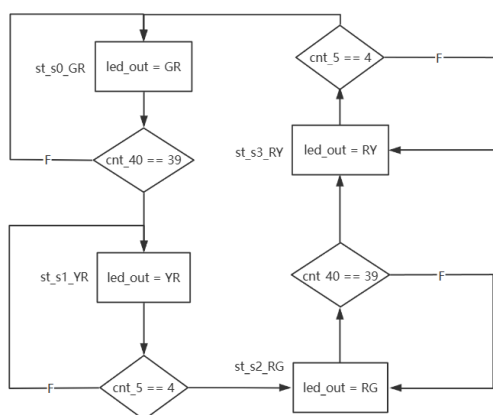 st_s0_GR
led_out = GR
cnt_40 == 39
F
st_s1_YR
led_out = YR
cnt_5 == 4
F
st_s2_RG
led_out = RG
cnt_40 == 39
F
st_s3_RY
led_out = RY
cnt_5 == 4
F